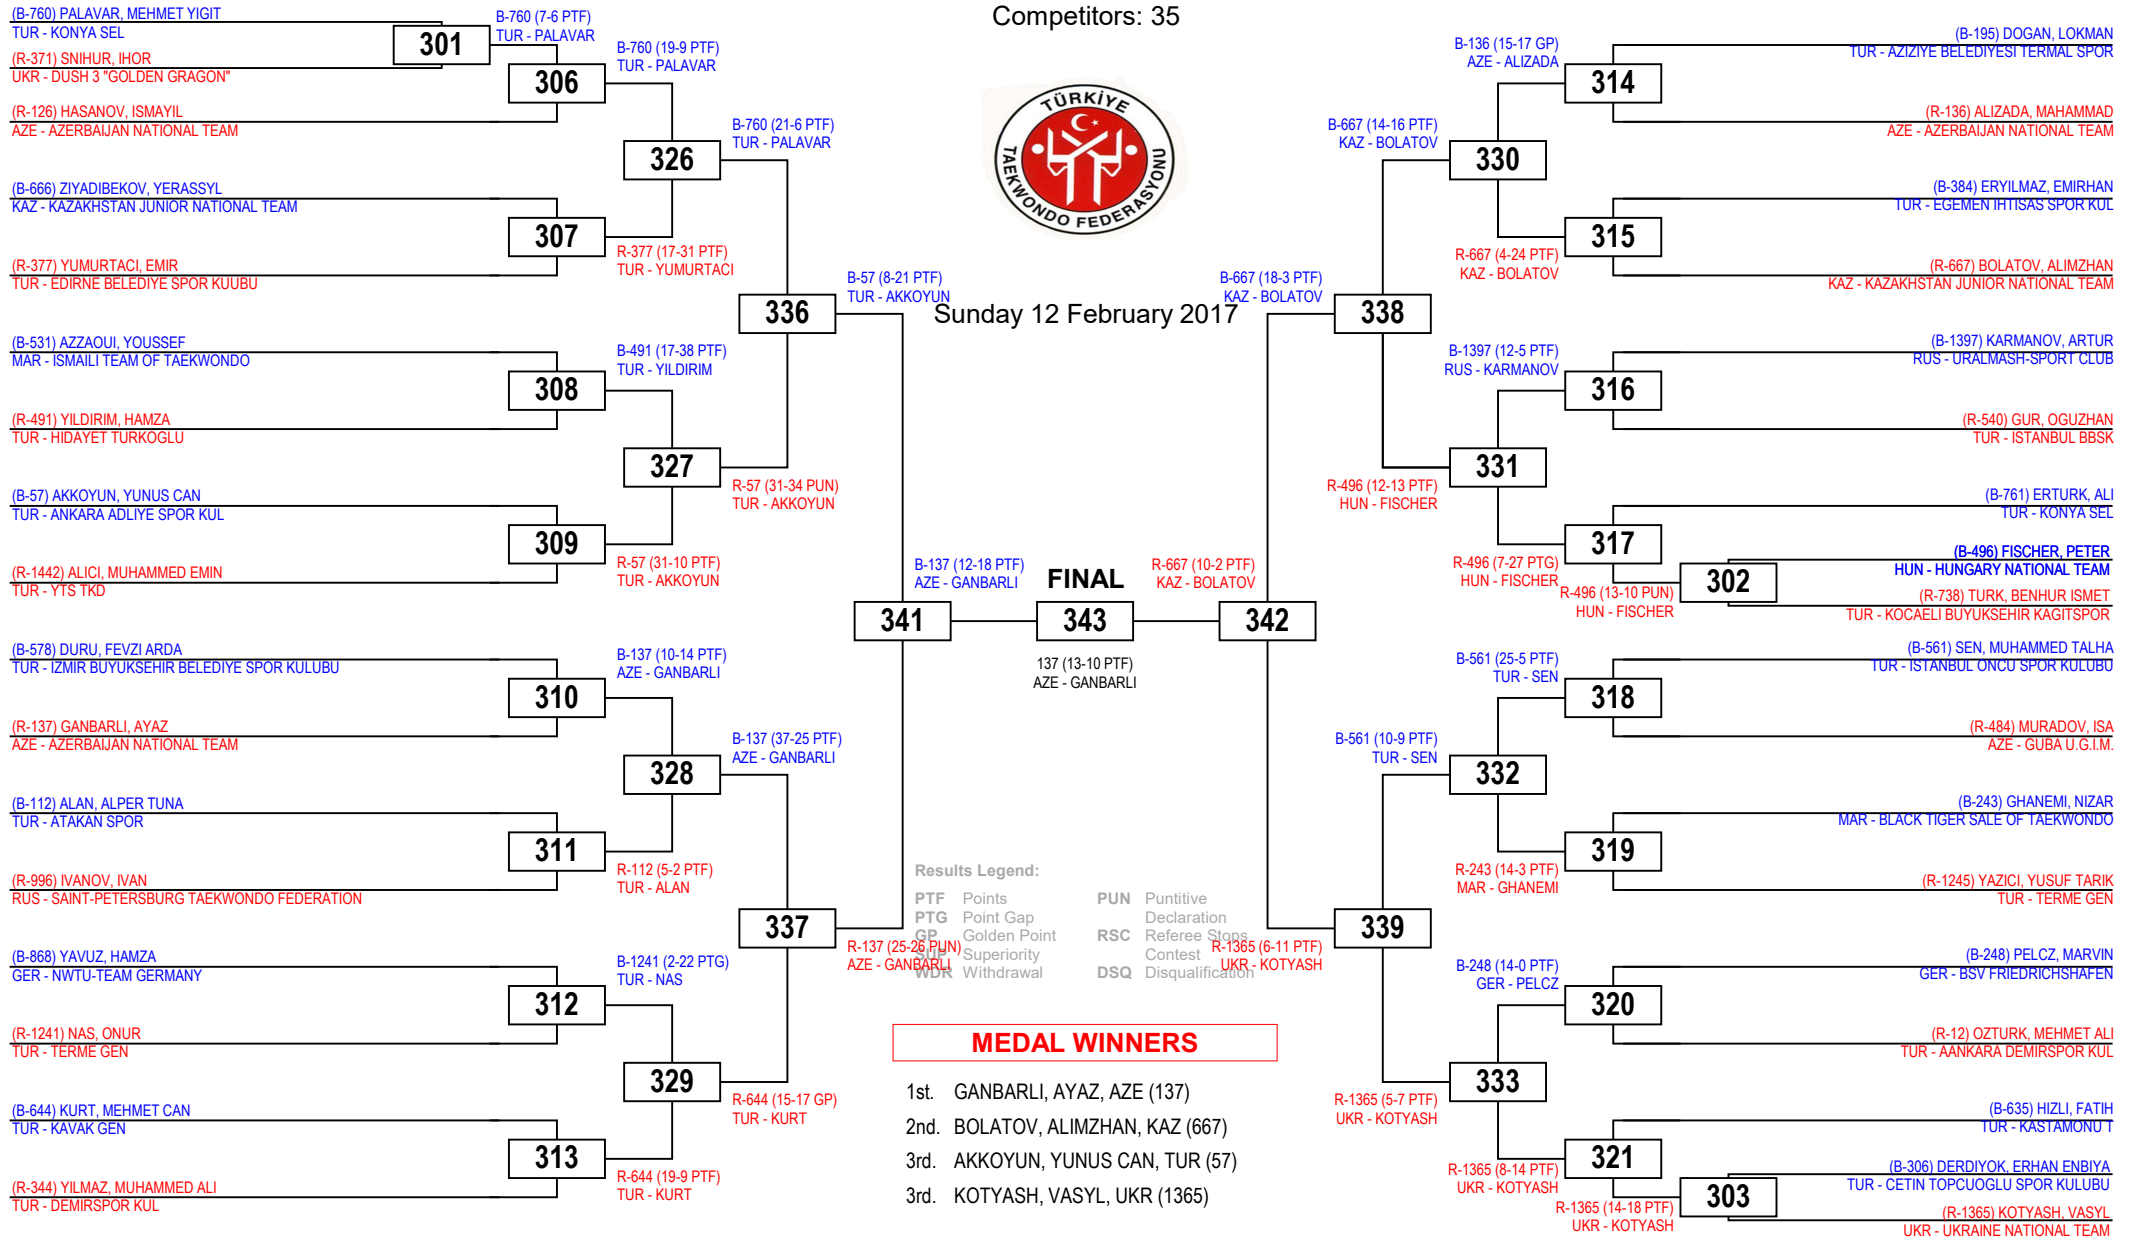 Competitors: 35
TÜRKİYE
TAEKWONDO FEDERASYONU
Sunday 12 February 2017
(B-760) PALAVAR, MEHMET YIGIT
TUR - KONYA SEL
(R-371) SNIHUR, IHOR
UKR - DUSH 3 "GOLDEN GRAGON"
301
B-760 (7-6 PTF)
TUR - PALAVAR
(R-126) HASANOV, ISMAYIL
AZE - AZERBAIJAN NATIONAL TEAM
306
B-760 (19-9 PTF)
TUR - PALAVAR
326
B-760 (21-6 PTF)
TUR - PALAVAR
(B-666) ZIYADIBEKOV, YERASSYL
KAZ - KAZAKHSTAN JUNIOR NATIONAL TEAM
307
R-377 (17-31 PTF)
TUR - YUMURTACI
(R-377) YUMURTACI, EMIR
TUR - EDIRNE BELEDIYE SPOR KUUBU
336
B-57 (8-21 PTF)
TUR - AKKOYUN
(B-531) AZZAOUI, YOUSSEF
MAR - ISMAILI TEAM OF TAEKWONDO
308
B-491 (17-38 PTF)
TUR - YILDIRIM
(R-491) YILDIRIM, HAMZA
TUR - HIDAYET TURKOGLU
327
R-57 (31-34 PUN)
TUR - AKKOYUN
(B-57) AKKOYUN, YUNUS CAN
TUR - ANKARA ADLIYE SPOR KUL
309
R-57 (31-10 PTF)
TUR - AKKOYUN
(R-1442) ALICI, MUHAMMED EMIN
TUR - YTS TKD
B-137 (12-18 PTF)
AZE - GANBARLI
341
FINAL
343
137 (13-10 PTF)
AZE - GANBARLI
R-667 (10-2 PTF)
KAZ - BOLATOV
342
(B-578) DURU, FEVZI ARDA
TUR - IZMIR BUYUKSEHIR BELEDIYE SPOR KULUBU
310
B-137 (10-14 PTF)
AZE - GANBARLI
(R-137) GANBARLI, AYAZ
AZE - AZERBAIJAN NATIONAL TEAM
328
B-137 (37-25 PTF)
AZE - GANBARLI
(B-112) ALAN, ALPER TUNA
TUR - ATAKAN SPOR
311
R-112 (5-2 PTF)
TUR - ALAN
(R-996) IVANOV, IVAN
RUS - SAINT-PETERSBURG TAEKWONDO FEDERATION
337
R-137 (25-26 PUN)
AZE - GANBARLI
(B-868) YAVUZ, HAMZA
GER - NWTU-TEAM GERMANY
312
B-1241 (2-22 PTG)
TUR - NAS
(R-1241) NAS, ONUR
TUR - TERME GEN
329
R-644 (15-17 GP)
TUR - KURT
(B-644) KURT, MEHMET CAN
TUR - KAVAK GEN
313
R-644 (19-9 PTF)
TUR - KURT
(R-344) YILMAZ, MUHAMMED ALI
TUR - DEMIRSPOR KUL
B-136 (15-17 GP)
AZE - ALIZADA
314
(B-195) DOGAN, LOKMAN
TUR - AZIZIYE BELEDIYESI TERMAL SPOR
(R-136) ALIZADA, MAHAMMAD
AZE - AZERBAIJAN NATIONAL TEAM
B-667 (14-16 PTF)
KAZ - BOLATOV
330
(B-384) ERYILMAZ, EMIRHAN
TUR - EGEMEN IHTISAS SPOR KUL
315
R-667 (4-24 PTF)
KAZ - BOLATOV
(R-667) BOLATOV, ALIMZHAN
KAZ - KAZAKHSTAN JUNIOR NATIONAL TEAM
B-667 (18-3 PTF)
KAZ - BOLATOV
338
B-1397 (12-5 PTF)
RUS - KARMANOV
316
(B-1397) KARMANOV, ARTUR
RUS - URALMASH-SPORT CLUB
(R-540) GUR, OGUZHAN
TUR - ISTANBUL BBSK
331
R-496 (12-13 PTF)
HUN - FISCHER
(B-761) ERTURK, ALI
TUR - KONYA SEL
317
R-496 (7-27 PTG)
HUN - FISCHER
(B-496) FISCHER, PETER
HUN - HUNGARY NATIONAL TEAM
302
R-496 (13-10 PUN)
HUN - FISCHER
(R-738) TURK, BENHUR ISMET
TUR - KOCAELI BUYUKSEHIR KAGITSPOR
B-561 (25-5 PTF)
TUR - SEN
318
(B-561) SEN, MUHAMMED TALHA
TUR - ISTANBUL ONCU SPOR KULUBU
(R-484) MURADOV, ISA
AZE - GUBA U.G.I.M.
B-561 (10-9 PTF)
TUR - SEN
332
(B-243) GHANEMI, NIZAR
MAR - BLACK TIGER SALE OF TAEKWONDO
319
R-243 (14-3 PTF)
MAR - GHANEMI
(R-1245) YAZICI, YUSUF TARIK
TUR - TERME GEN
339
R-1365 (6-11 PTF)
UKR - KOTYASH
B-248 (14-0 PTF)
GER - PELCZ
320
(B-248) PELCZ, MARVIN
GER - BSV FRIEDRICHSHAFEN
(R-12) OZTURK, MEHMET ALI
TUR - AANKARA DEMIRSPOR KUL
333
R-1365 (5-7 PTF)
UKR - KOTYASH
(B-635) HIZLI, FATIH
TUR - KASTAMONU T
321
R-1365 (8-14 PTF)
UKR - KOTYASH
(B-306) DERDIYOK, ERHAN ENBIYA
TUR - CETIN TOPCUOGLU SPOR KULUBU
303
R-1365 (14-18 PTF)
UKR - KOTYASH
(R-1365) KOTYASH, VASYL
UKR - UKRAINE NATIONAL TEAM
Results Legend:
PTF Points
PTG Point Gap
GP Golden Point
SUP Superiority
WDR Withdrawal
PUN Puntitive
Declaration
RSC Referee Stops
Contest
DSQ Disqualification
MEDAL WINNERS
1st. GANBARLI, AYAZ, AZE (137)
2nd. BOLATOV, ALIMZHAN, KAZ (667)
3rd. AKKOYUN, YUNUS CAN, TUR (57)
3rd. KOTYASH, VASYL, UKR (1365)